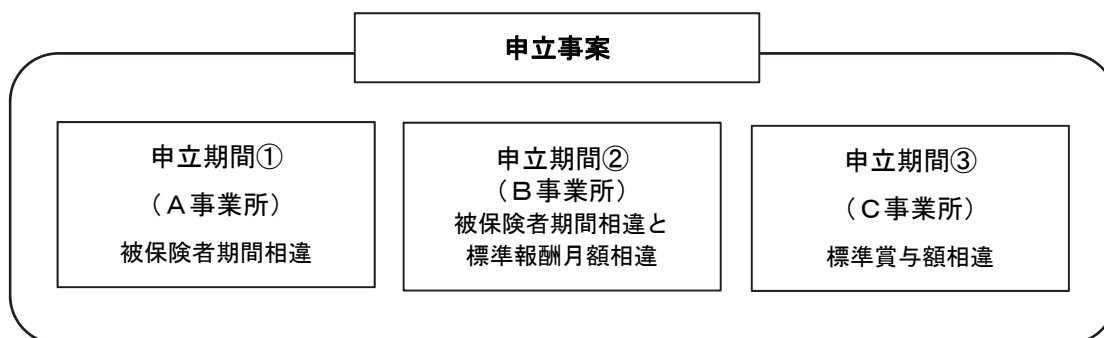 申立事案
申立期間①
（Ａ事業所）
被保険者期間相違
申立期間②
（Ｂ事業所）
被保険者期間相違と
標準報酬月額相違
申立期間③
（Ｃ事業所）
標準賞与額相違